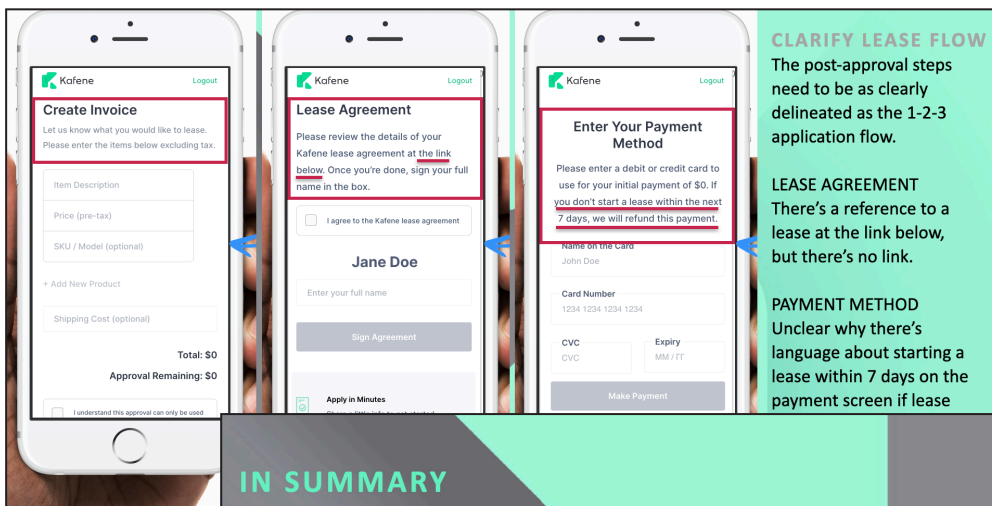 Kafene
Logout
Create Invoice
Let us know what you would like to lease.
Please enter the items below excluding tax.
Item Description
Price (pre-tax)
SKU / Model (optional)
+ Add New Product
Shipping Cost (optional)
Total: $0
Approval Remaining: $0
I understand this approval can only be used
Kafene
Logout
Lease Agreement
Please review the details of your
Kafene lease agreement at the link
below. Once you're done, sign your full
name in the box.
I agree to the Kafene lease agreement
Jane Doe
Enter your full name
Sign Agreement
Apply in Minutes
Kafene
Logout
Enter Your Payment
Method
Please enter a debit or credit card to
use for your initial payment of $0. If
you don't start a lease within the next
7 days, we will refund this payment.
Name on the Card
John Doe
Card Number
1234 1234 1234 1234
CVC
Expiry
CVC
MM / ГГ
Make Payment
CLARIFY LEASE FLOW
The post-approval steps
need to be as clearly
delineated as the 1-2-3
application flow.
LEASE AGREEMENT
There's a reference to a
lease at the link below,
but there's no link.
PAYMENT METHOD
Unclear why there's
language about starting a
lease within 7 days on the
payment screen if lease
IN SUMMARY